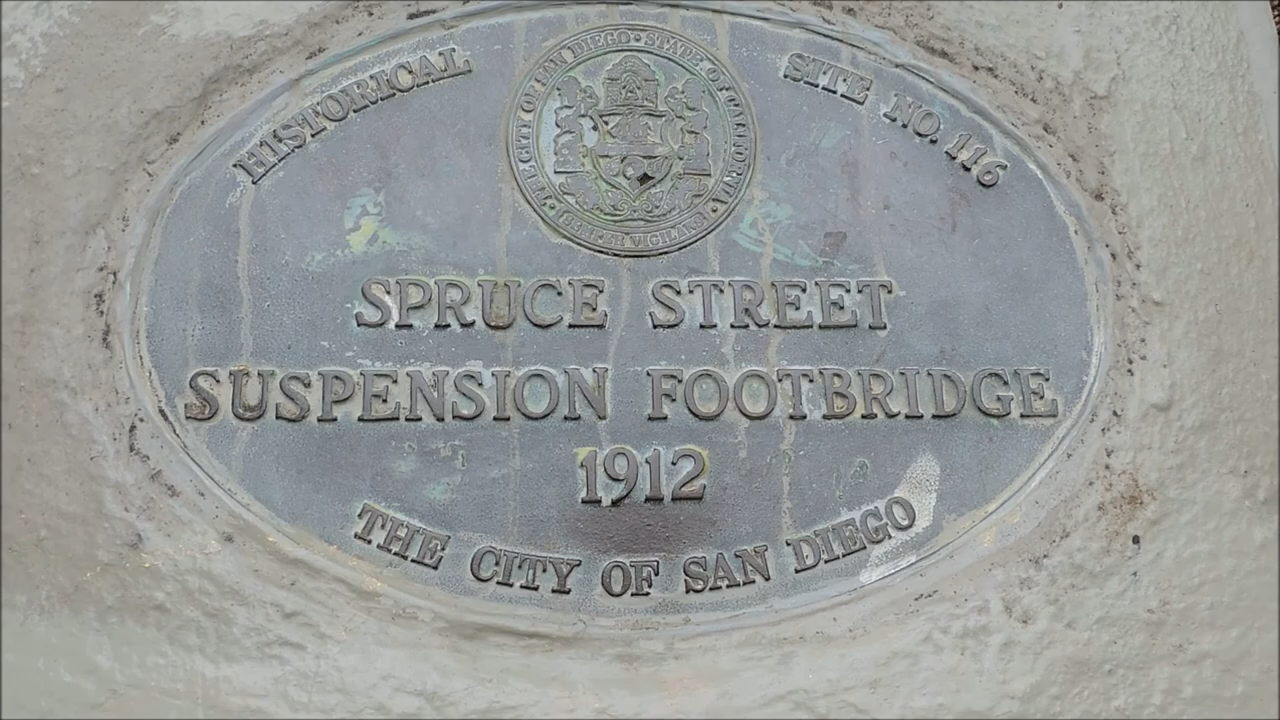 HISTORICAL
SITE NO. 116
THE CITY OF SAN DIEGO • STATE OF CALIFORNIA
SEMPER VIGILANS
SPRUCE STREET
SUSPENSION FOOTBRIDGE
1912
THE CITY OF SAN DIEGO